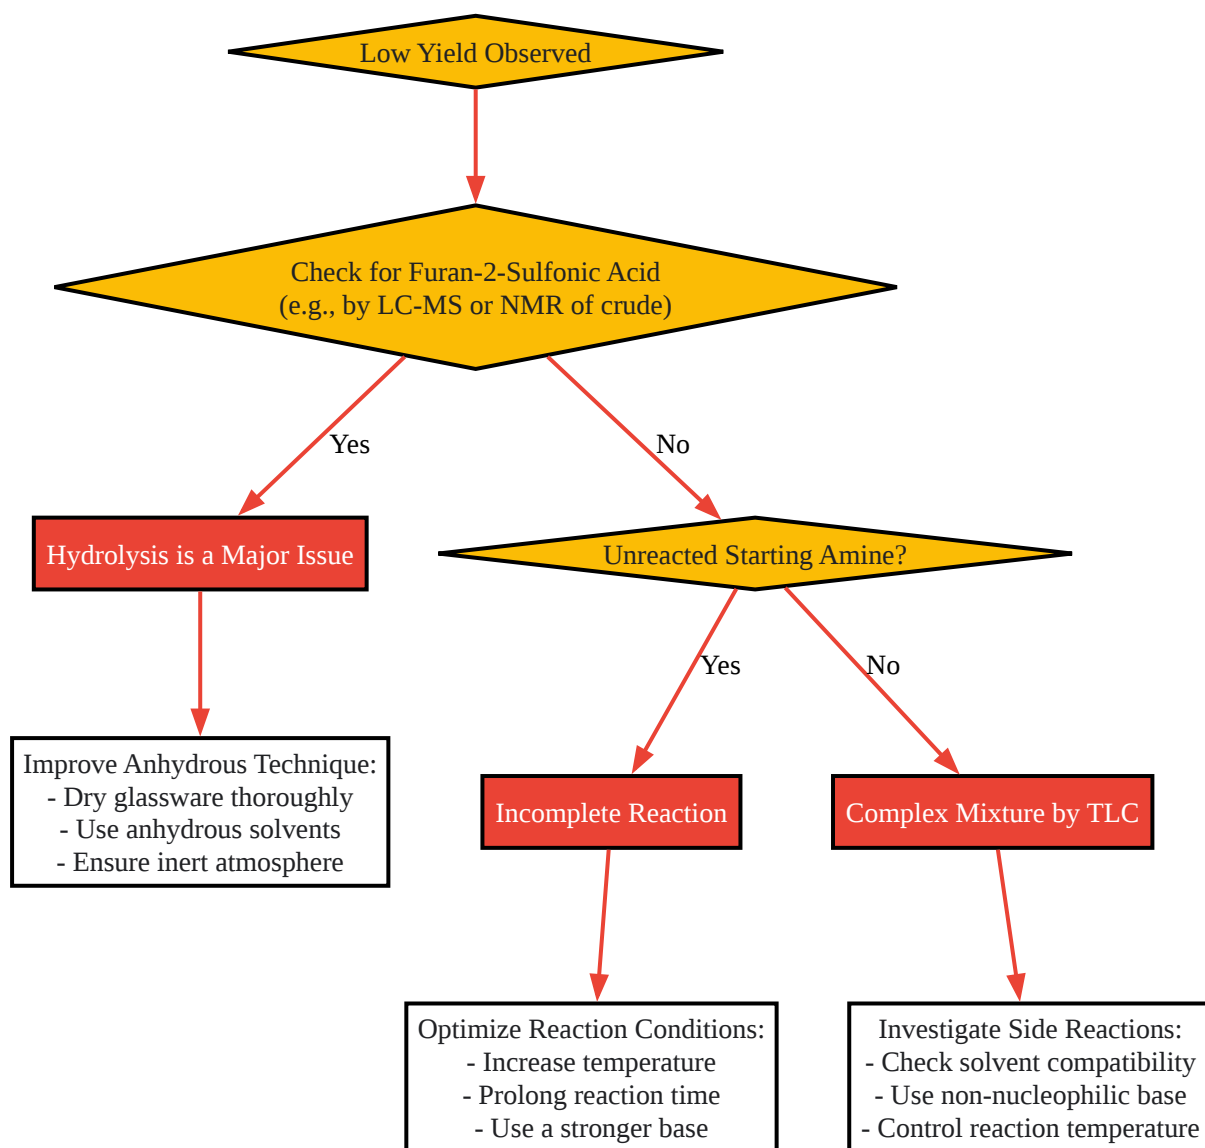 Low Yield Observed
Check for Furan-2-Sulfonic Acid
(e.g., by LC-MS or NMR of crude)
Yes
No
Hydrolysis is a Major Issue
Unreacted Starting Amine?
Yes
No
Improve Anhydrous Technique:
- Dry glassware thoroughly
- Use anhydrous solvents
- Ensure inert atmosphere
Incomplete Reaction
Complex Mixture by TLC
Optimize Reaction Conditions:
- Increase temperature
- Prolong reaction time
- Use a stronger base
Investigate Side Reactions:
- Check solvent compatibility
- Use non-nucleophilic base
- Control reaction temperature